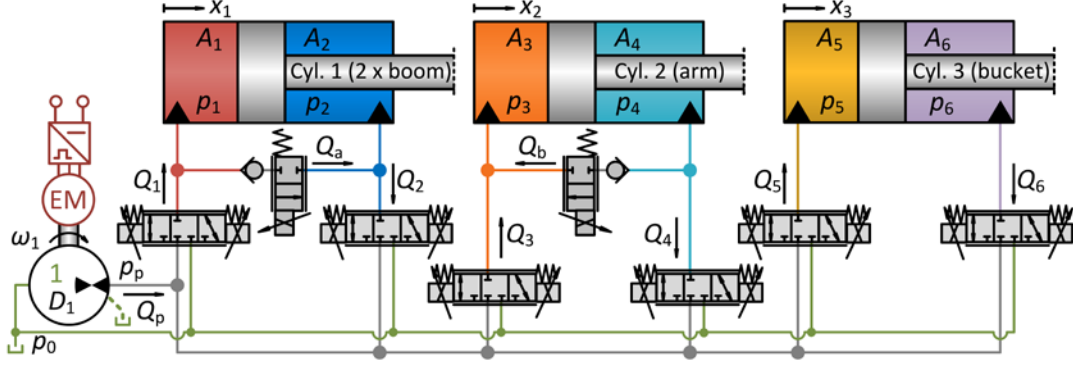 x₁ x₂ x₃
A₁ A₂ A₃ A₄ A₅ A₆
Cyl. 1 (2 x boom) Cyl. 2 (arm) Cyl. 3 (bucket)
p₁ p₂ p₃ p₄ p₅ p₆
Qₐ Q_b
Q₁ Q₂ Q₅ Q₆
EM
ω₁ Q₃ Q₄
1 pₚ
D₁
Qₚ
p₀